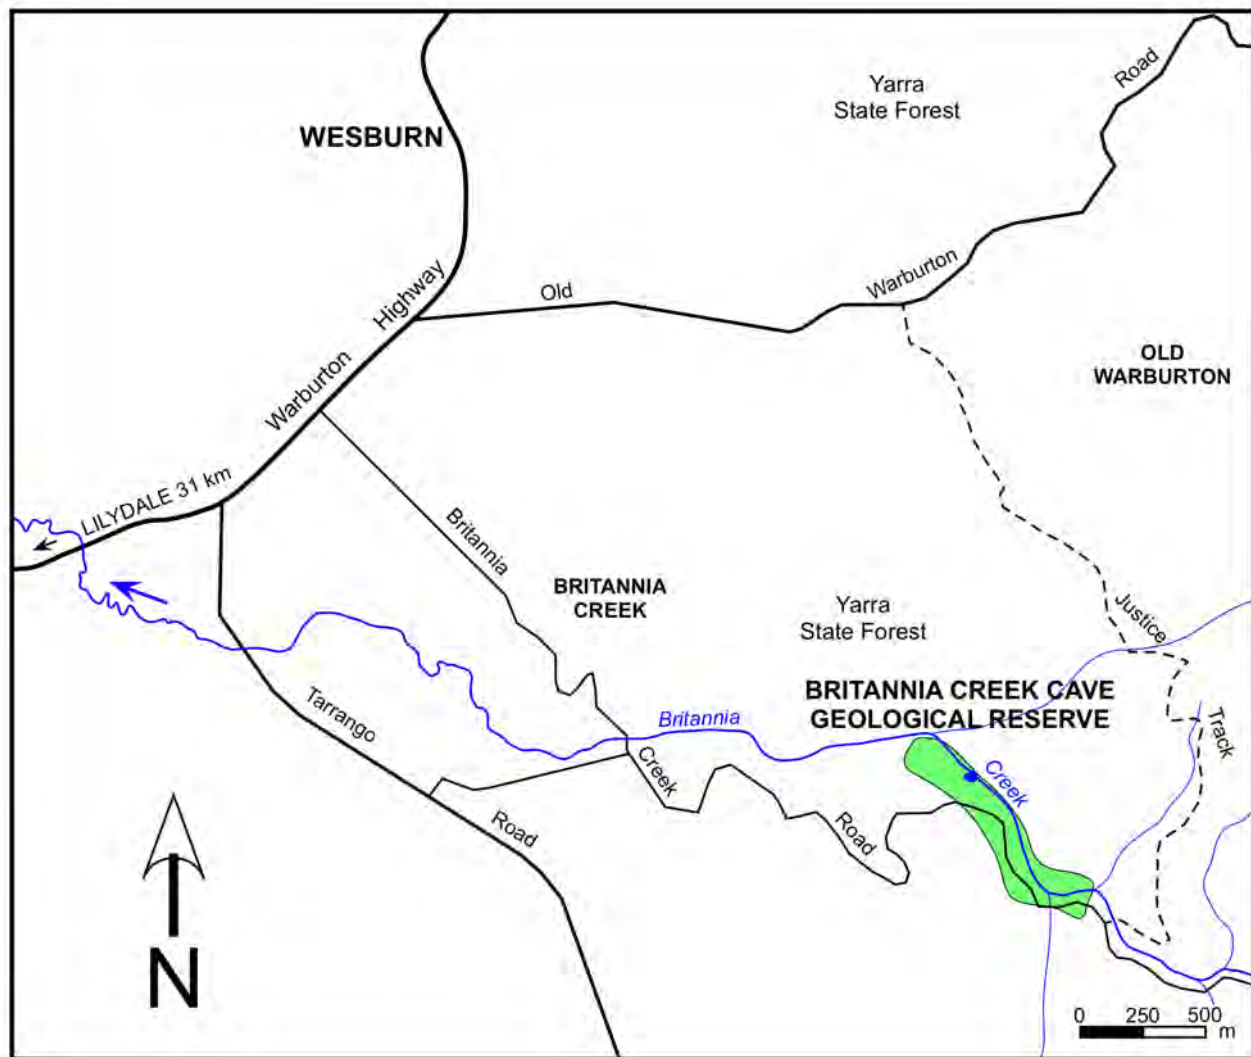 Yarra
State Forest
Road
WESBURN
Warburton
Highway
Old
Warburton
OLD
WARBURTON
LILYDALE 31 km
Britannia
BRITANNIA
CREEK
Yarra
State Forest
Justice
Track
BRITANNIA CREEK CAVE
GEOLOGICAL RESERVE
Tarrango
Road
Britannia
Creek
Creek
Road
N
0 250 500
m